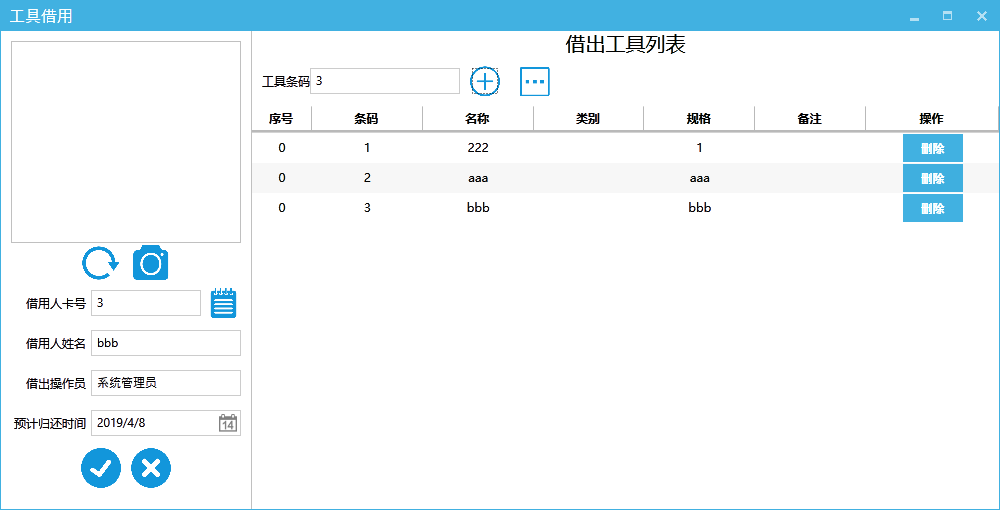 工具借用
借用人卡号 3
借用人姓名 bbb
借出操作员 系统管理员
预计归还时间 2019/4/8 14
借出工具列表
工具条码 3
序号 条码 名称 类别 规格 备注 操作
0 1 222 1 删除
0 2 aaa aaa 删除
0 3 bbb bbb 删除